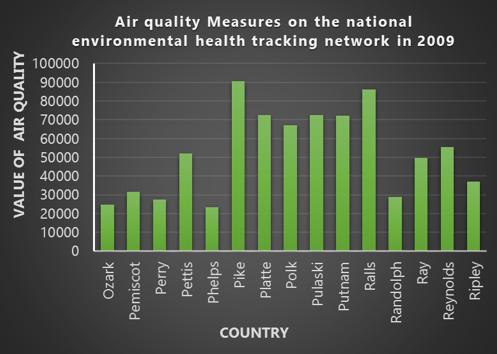 Air quality Measures on the national
environmental health tracking network in 2009
VALUE OF AIR QUALITY
100000
90000
80000
70000
60000
50000
40000
30000
20000
10000
0
Ozark
Pemiscot
Perry
Pettis
Phelps
Pike
Platte
Polk
Pulaski
Putnam
Ralls
Randolph
Ray
Reynolds
Ripley
COUNTRY